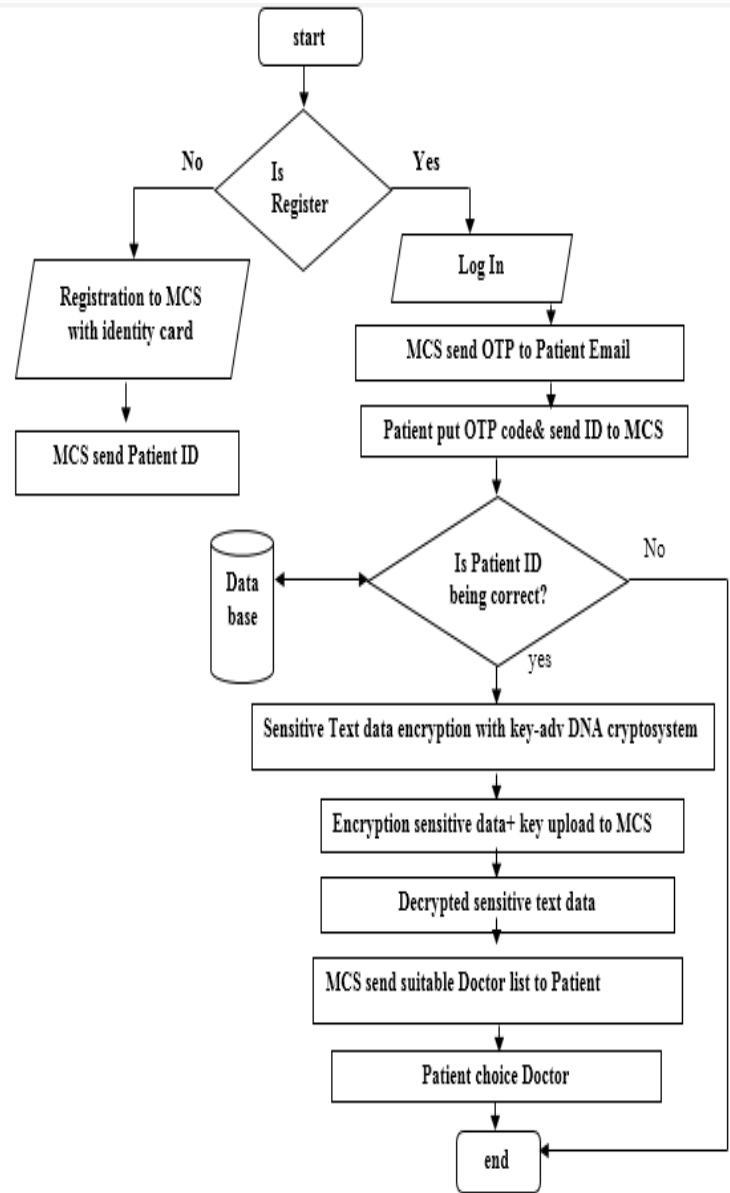 start
No
Yes
Is
Register
Log In
Registration to MCS
with identity card
MCS send OTP to Patient Email
Patient put OTP code& send ID to MCS
MCS send Patient ID
No
Is Patient ID
being correct?
Data
base
yes
Sensitive Text data encryption with key-adv DNA cryptosystem
Encryption sensitive data+ key upload to MCS
Decrypted sensitive text data
MCS send suitable Doctor list to Patient
Patient choice Doctor
end